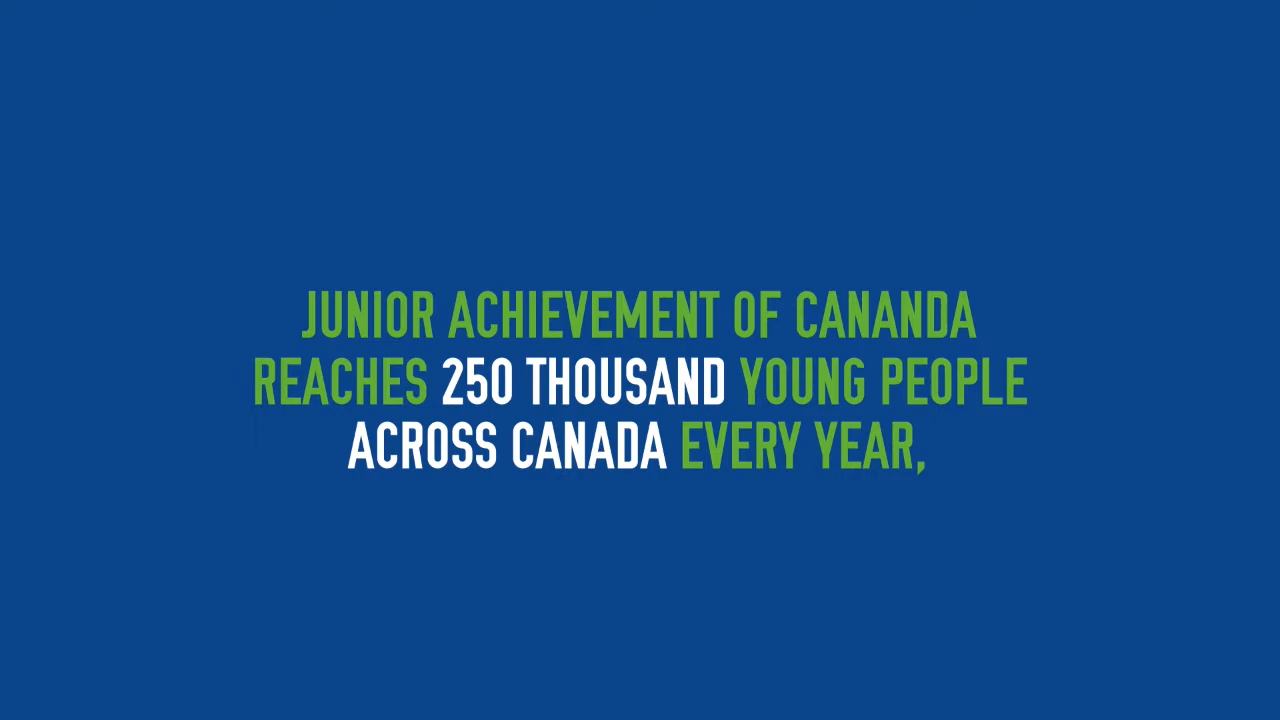 JUNIOR ACHIEVEMENT OF CANANDA
REACHES 250 THOUSAND YOUNG PEOPLE
ACROSS CANADA EVERY YEAR,